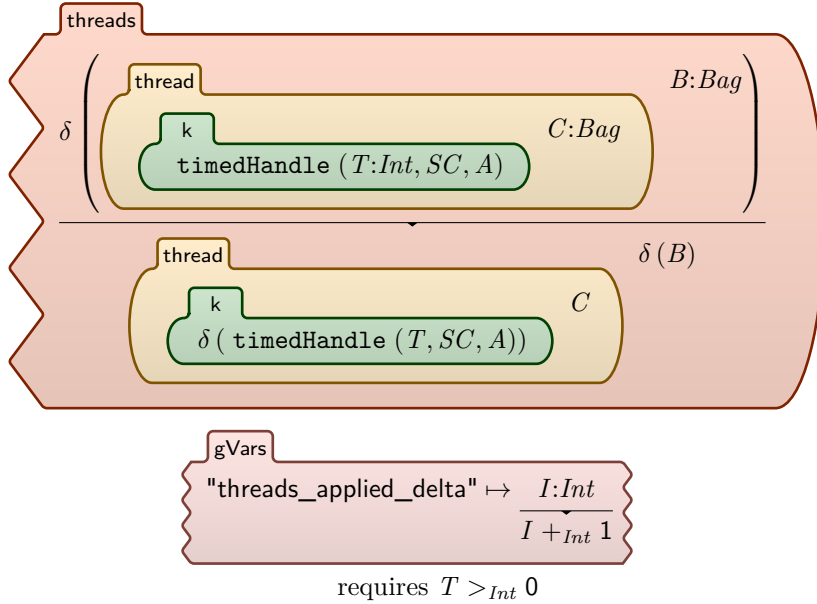 threads
δ ( B:Bag )
thread
C:Bag
k
timedHandle (T:Int, SC, A)
δ (B)
thread
C
k
δ ( timedHandle (T, SC, A))
gVars
"threads_applied_delta" ↦ I:Int
I +Int 1
requires T >Int 0